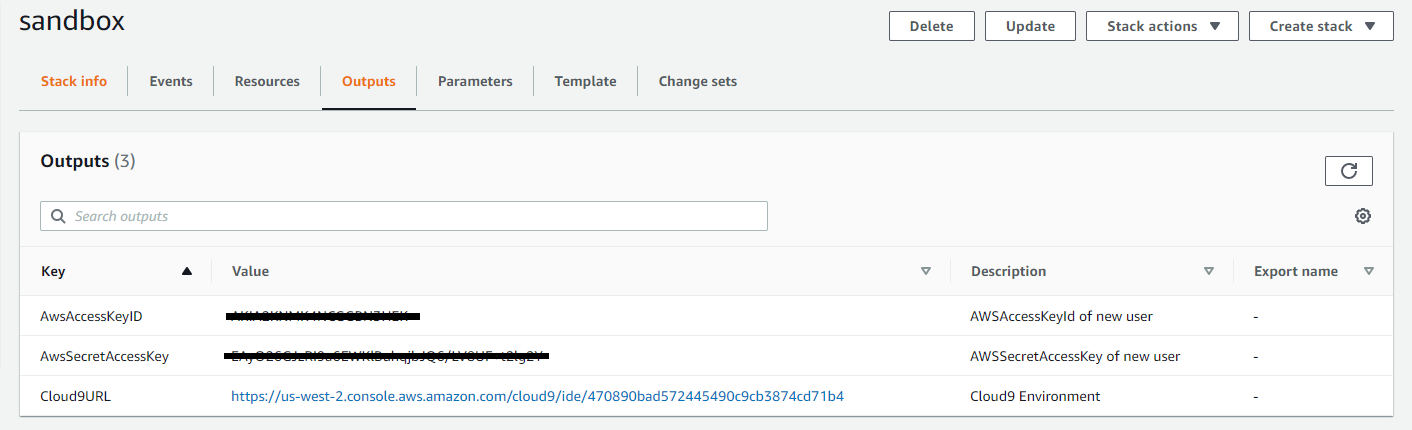 sandbox
Delete Update Stack actions Create stack
Stack info Events Resources Outputs Parameters Template Change sets
Outputs (3)
Search outputs
Key Value Description Export name
AwsAccessKeyID AWSAccessKeyId of new user -
AwsSecretAccessKey AWSSecretAccessKey of new user -
Cloud9URL https://us-west-2.console.aws.amazon.com/cloud9/ide/470890bad572445490c9cb3874cd71b4 Cloud9 Environment -